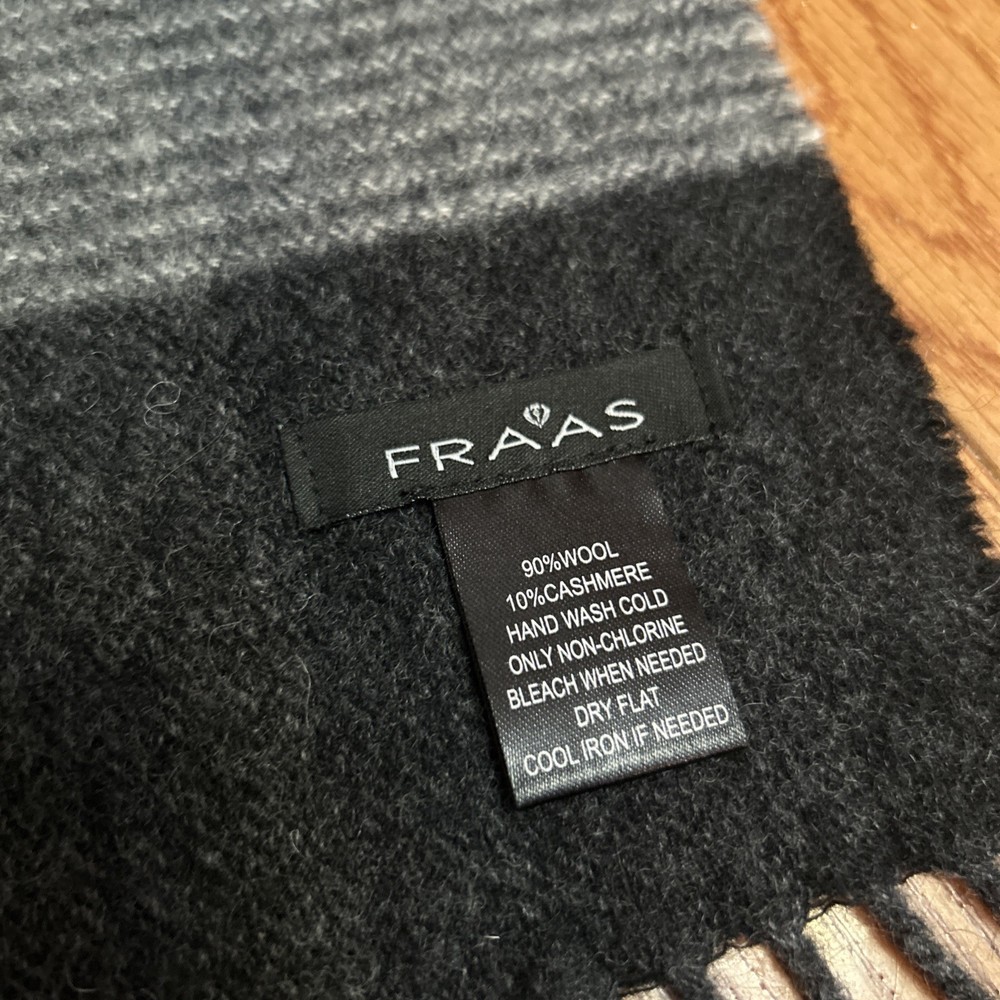 FRAAS
90%WOOL
10%CASHMERE
HAND WASH COLD
ONLY NON-CHLORINE
BLEACH WHEN NEEDED
DRY FLAT
COOL IRON IF NEEDED